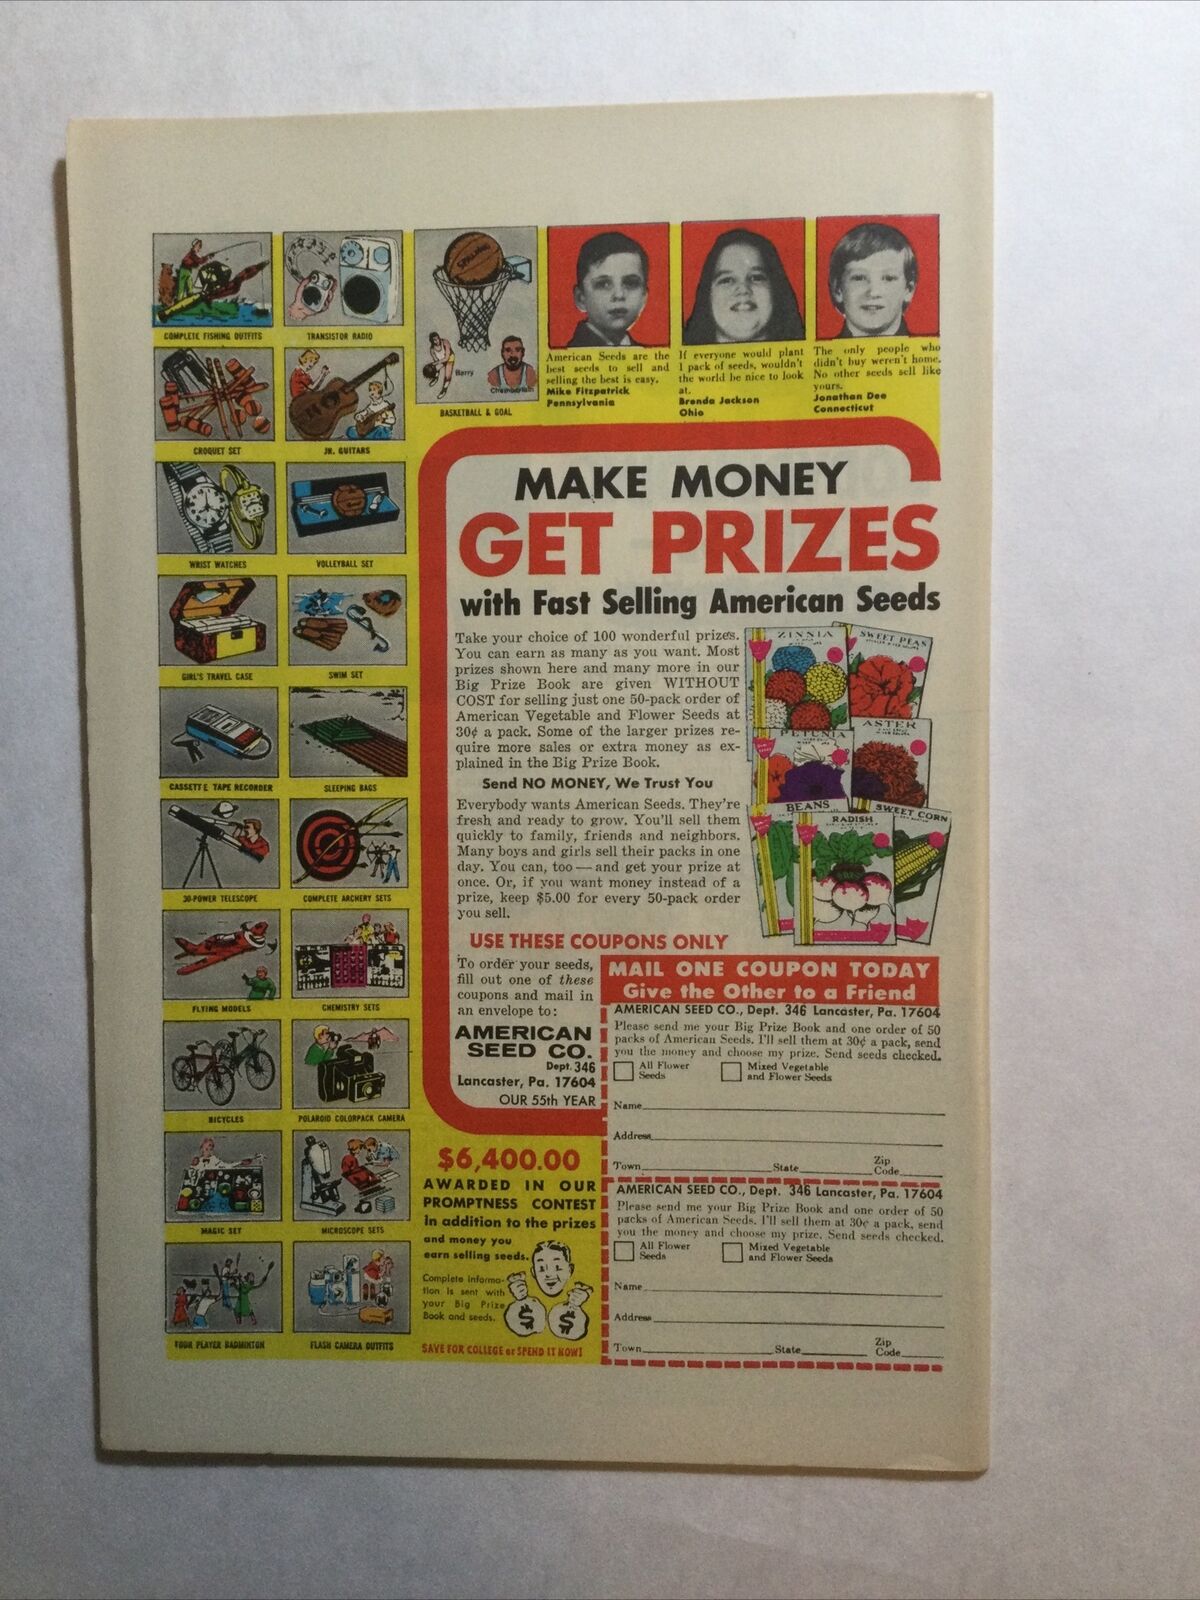 COMPLETE FISHING OUTFITS
TRANSISTOR RADIO
CROQUET SET
JR. GUITARS
WRIST WATCHES
VOLLEYBALL SET
GIRL'S TRAVEL CASE
SWIM SET
CASSETTE TAPE RECORDER
SLEEPING BAGS
30-POWER TELESCOPE
COMPLETE ARCHERY SETS
FLYING MODELS
CHEMISTRY SETS
BICYCLES
POLAROID COLORPACK CAMERA
MAGIC SET
MICROSCOPE SETS
FOUR PLAYER BADMINTON
FLASH CAMERA OUTFITS
SPALDING
Barry
Chamberlain
BASKETBALL & GOAL
American Seeds are the
best seeds to sell and
selling the best is easy.
Mike Fitzpatrick
Pennsylvania
If everyone would plant
1 pack of seeds, wouldn't
the world be nice to look
at.
Brenda Jackson
Ohio
The only people who
didn't buy weren't home.
No other seeds sell like
yours.
Jonathan Dee
Connecticut
MAKE MONEY
GET PRIZES
with Fast Selling American Seeds
Take your choice of 100 wonderful prizes.
You can earn as many as you want. Most
prizes shown here and many more in our
Big Prize Book are given WITHOUT
COST for selling just one 50-pack order of
American Vegetable and Flower Seeds at
30¢ a pack. Some of the larger prizes re-
quire more sales or extra money as ex-
plained in the Big Prize Book.
Send NO MONEY, We Trust You
Everybody wants American Seeds. They're
fresh and ready to grow. You'll sell them
quickly to family, friends and neighbors.
Many boys and girls sell their packs in one
day. You can, too — and get your prize at
once. Or, if you want money instead of a
prize, keep $5.00 for every 50-pack order
you sell.
ZINNIA
SWEET PEAS
PETUNIA
ASTER
BEANS
RADISH
SWEET CORN
USE THESE COUPONS ONLY
To order your seeds,
fill out one of these
coupons and mail in
an envelope to:
AMERICAN
SEED CO.
Dept. 346
Lancaster, Pa. 17604
OUR 55th YEAR
MAIL ONE COUPON TODAY
Give the Other to a Friend
AMERICAN SEED CO., Dept. 346 Lancaster, Pa. 17604
Please send me your Big Prize Book and one order of 50
packs of American Seeds. I'll sell them at 30¢ a pack, send
you the money and choose my prize. Send seeds checked.
All Flower Seeds
Mixed Vegetable and Flower Seeds
Name
Address
Town State Zip Code
AMERICAN SEED CO., Dept. 346 Lancaster, Pa. 17604
Please send me your Big Prize Book and one order of 50
packs of American Seeds. I'll sell them at 30¢ a pack, send
you the money and choose my prize. Send seeds checked.
All Flower Seeds
Mixed Vegetable and Flower Seeds
Name
Address
Town State Zip Code
$6,400.00
AWARDED IN OUR
PROMPTNESS CONTEST
In addition to the prizes
and money you
earn selling seeds.
Complete informa-
tion is sent with
your Big Prize
Book and seeds.
$ $
SAVE FOR COLLEGE or SPEND IT NOW!